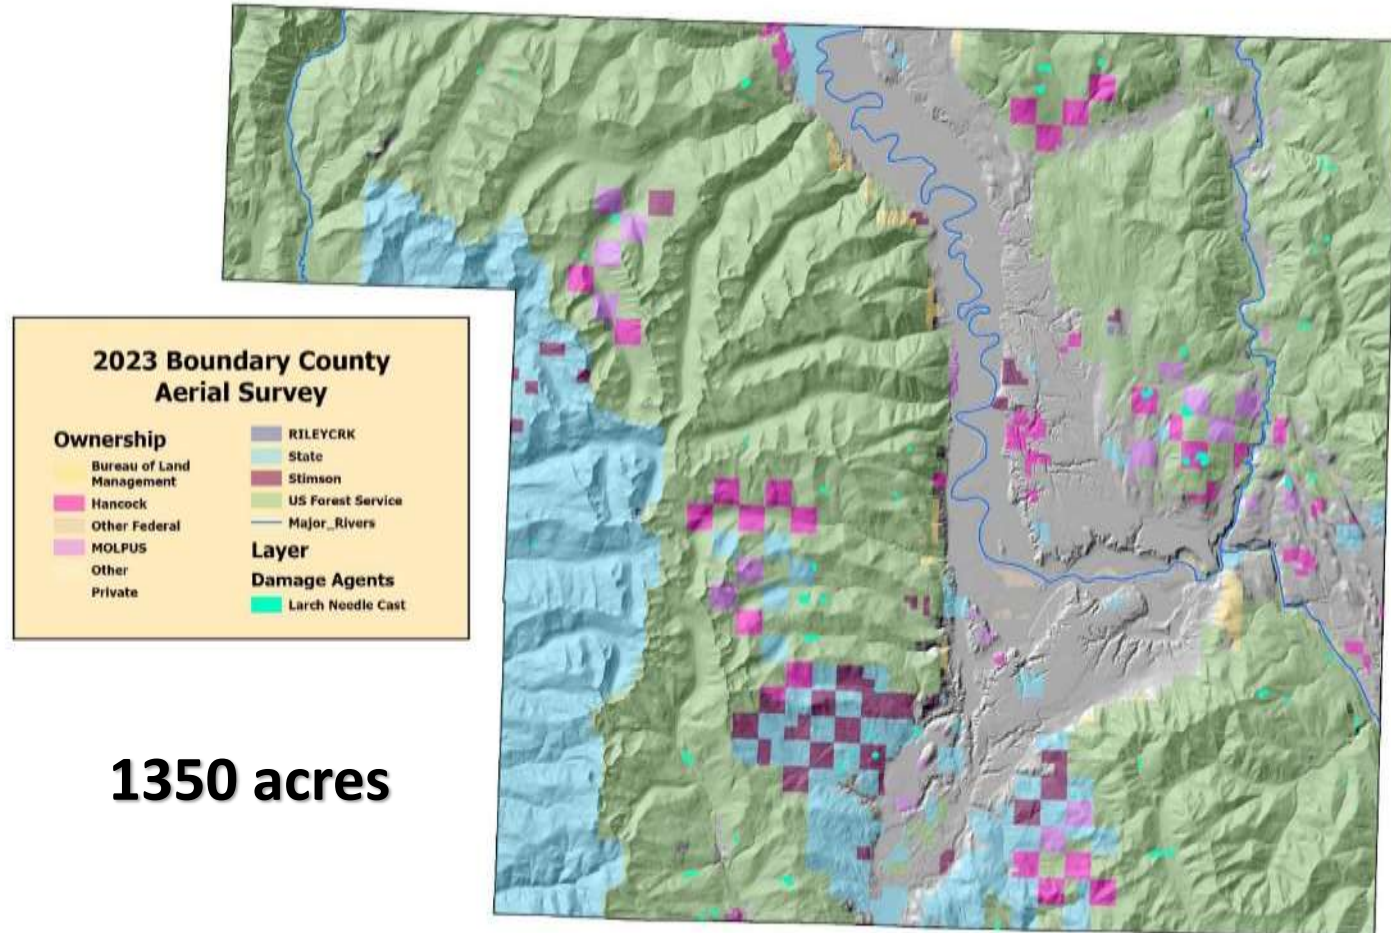 2023 Boundary County
Aerial Survey
Ownership
Bureau of Land
Management
Hancock
Other Federal
MOLPUS
Other
Private
RILEYCRK
State
Stimson
US Forest Service
Major_Rivers
Layer
Damage Agents
Larch Needle Cast
1350 acres